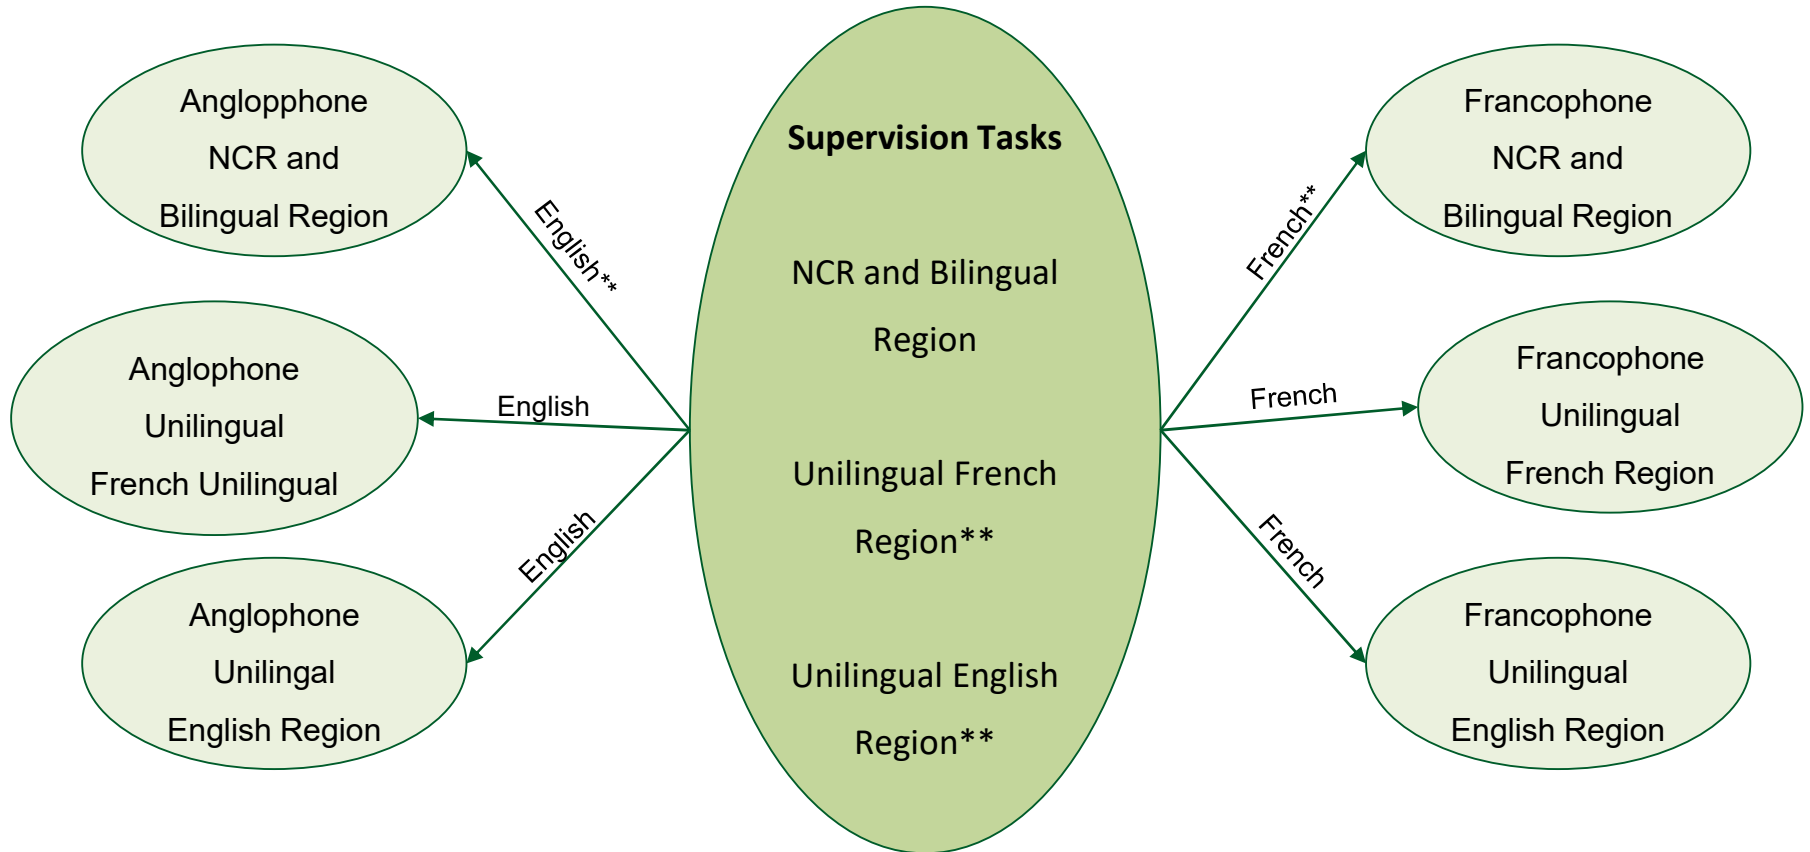 Anglopphone
NCR and
Bilingual Region
English**
Anglophone
Unilingual
French Unilingual
English
Anglophone
Unilingal
English Region
English
Supervision Tasks
NCR and Bilingual
Region
Unilingual French
Region**
Unilingual English
Region**
French**
Francophone
NCR and
Bilingual Region
French
Francophone
Unilingual
French Region
French
Francophone
Unilingual
English Region